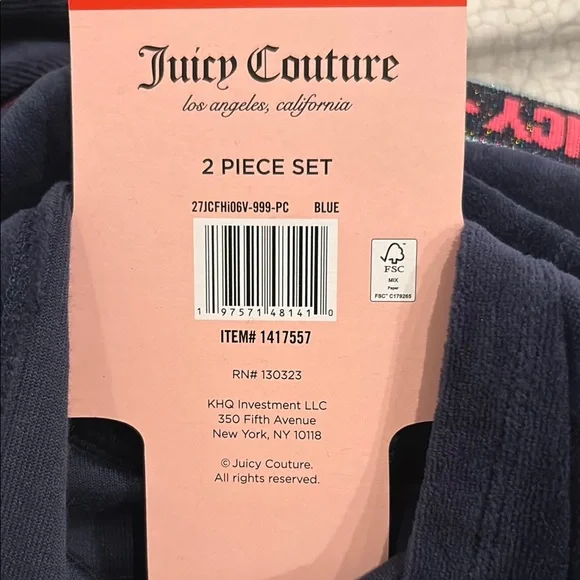 Juicy Couture
los angeles, california
2 PIECE SET
27JCFHi06V-999-PC BLUE
1 97571 48141 0
FSC
MIX
Paper
FSC™ C179265
ITEM# 1417557
RN# 130323
KHQ Investment LLC
350 Fifth Avenue
New York, NY 10118
© Juicy Couture.
All rights reserved.